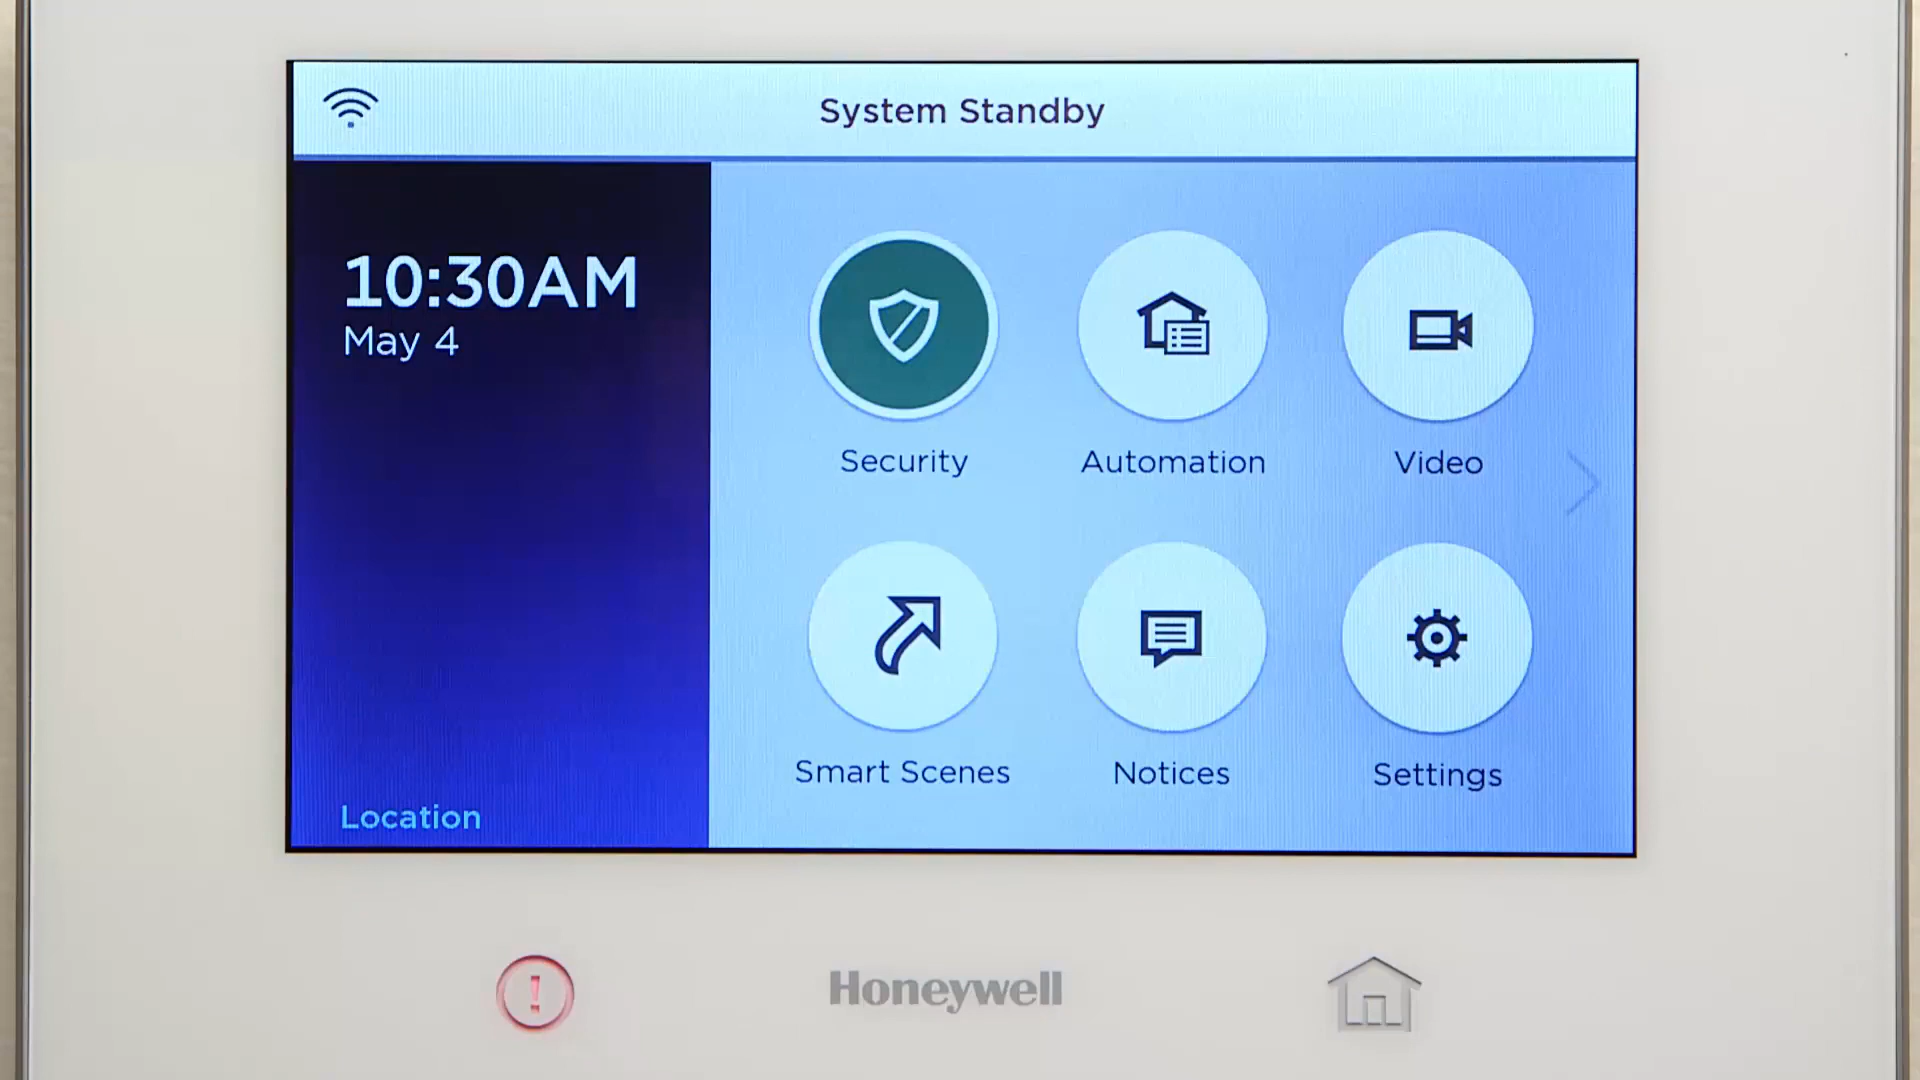 System Standby
10:30AM
May 4
Security
Automation
Video
Smart Scenes
Notices
Settings
Location
!
Honeywell